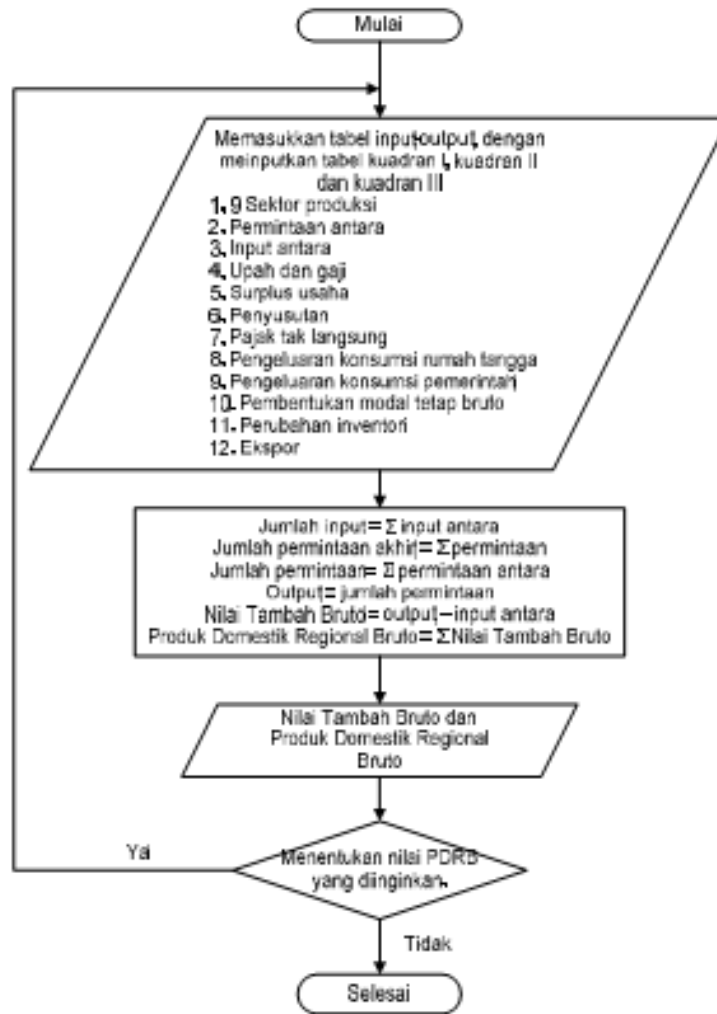 Mulai
Memasukkan tabel input-output, dengan
meinputkan tabel kuadran I, kuadran II
dan kuadran III
1. 9 Sektor produksi
2. Permintaan antara
3. Input antara
4. Upah dan gaji
5. Surplus usaha
6. Penyusutan
7. Pajak tak langsung
8. Pengeluaran konsumsi rumah tangga
9. Pengeluaran konsumsi pemerintah
10. Pembentukan modal tetap bruto
11. Perubahan inventori
12. Ekspor
Jumlah input = Σ input antara
Jumlah permintaan akhir = Σ permintaan
Jumlah permintaan = Σ permintaan antara
Output = jumlah permintaan
Nilai Tambah Bruto = output – input antara
Produk Domestik Regional Bruto = Σ Nilai Tambah Bruto
Nilai Tambah Bruto dan
Produk Domestik Regional
Bruto
Ya
Menentukan nilai PDRB
yang diinginkan.
Tidak
Selesai